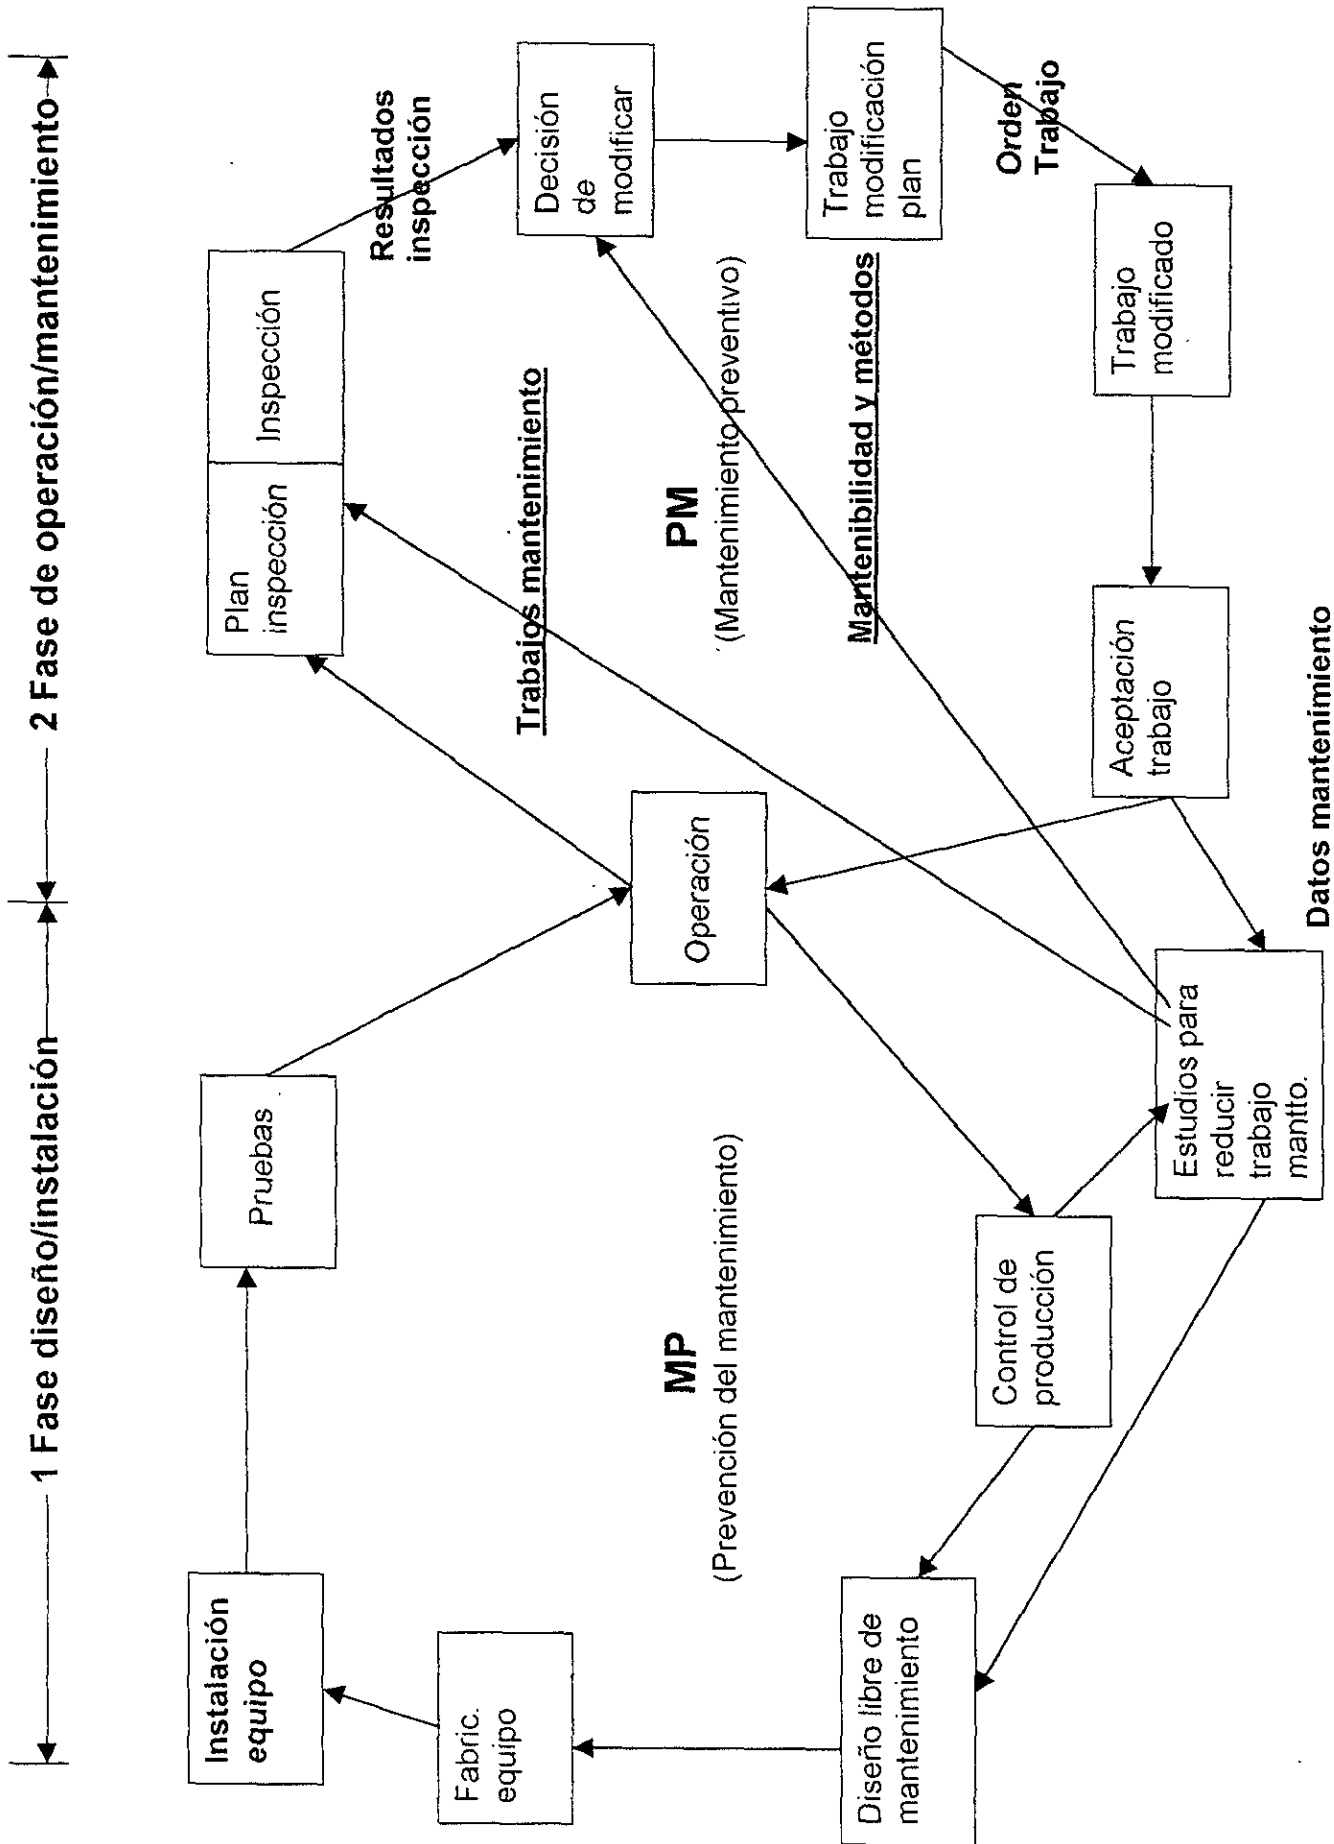 1 Fase diseño/instalación
2 Fase de operación/mantenimiento
Instalación
equipo
Pruebas
Plan
inspección
Inspección
Resultados
inspección
Fabric.
equipo
Decisión
de
modificar
Trabajos mantenimiento
Operación
MP
(Prevención del mantenimiento)
PM
(Mantenimiento preventivo)
Trabajo
modificación
plan
Mantenibilidad y métodos
Diseño libre de
mantenimiento
Control de
producción
Orden
Trabajo
Aceptación
trabajo
Trabajo
modificado
Estudios para
reducir
trabajo
mantto.
Datos mantenimiento